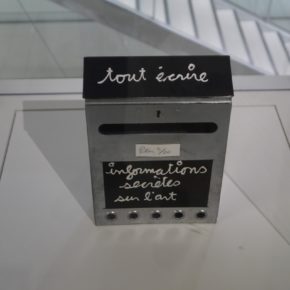 tout écrire
informations
secrètes
sur l'art